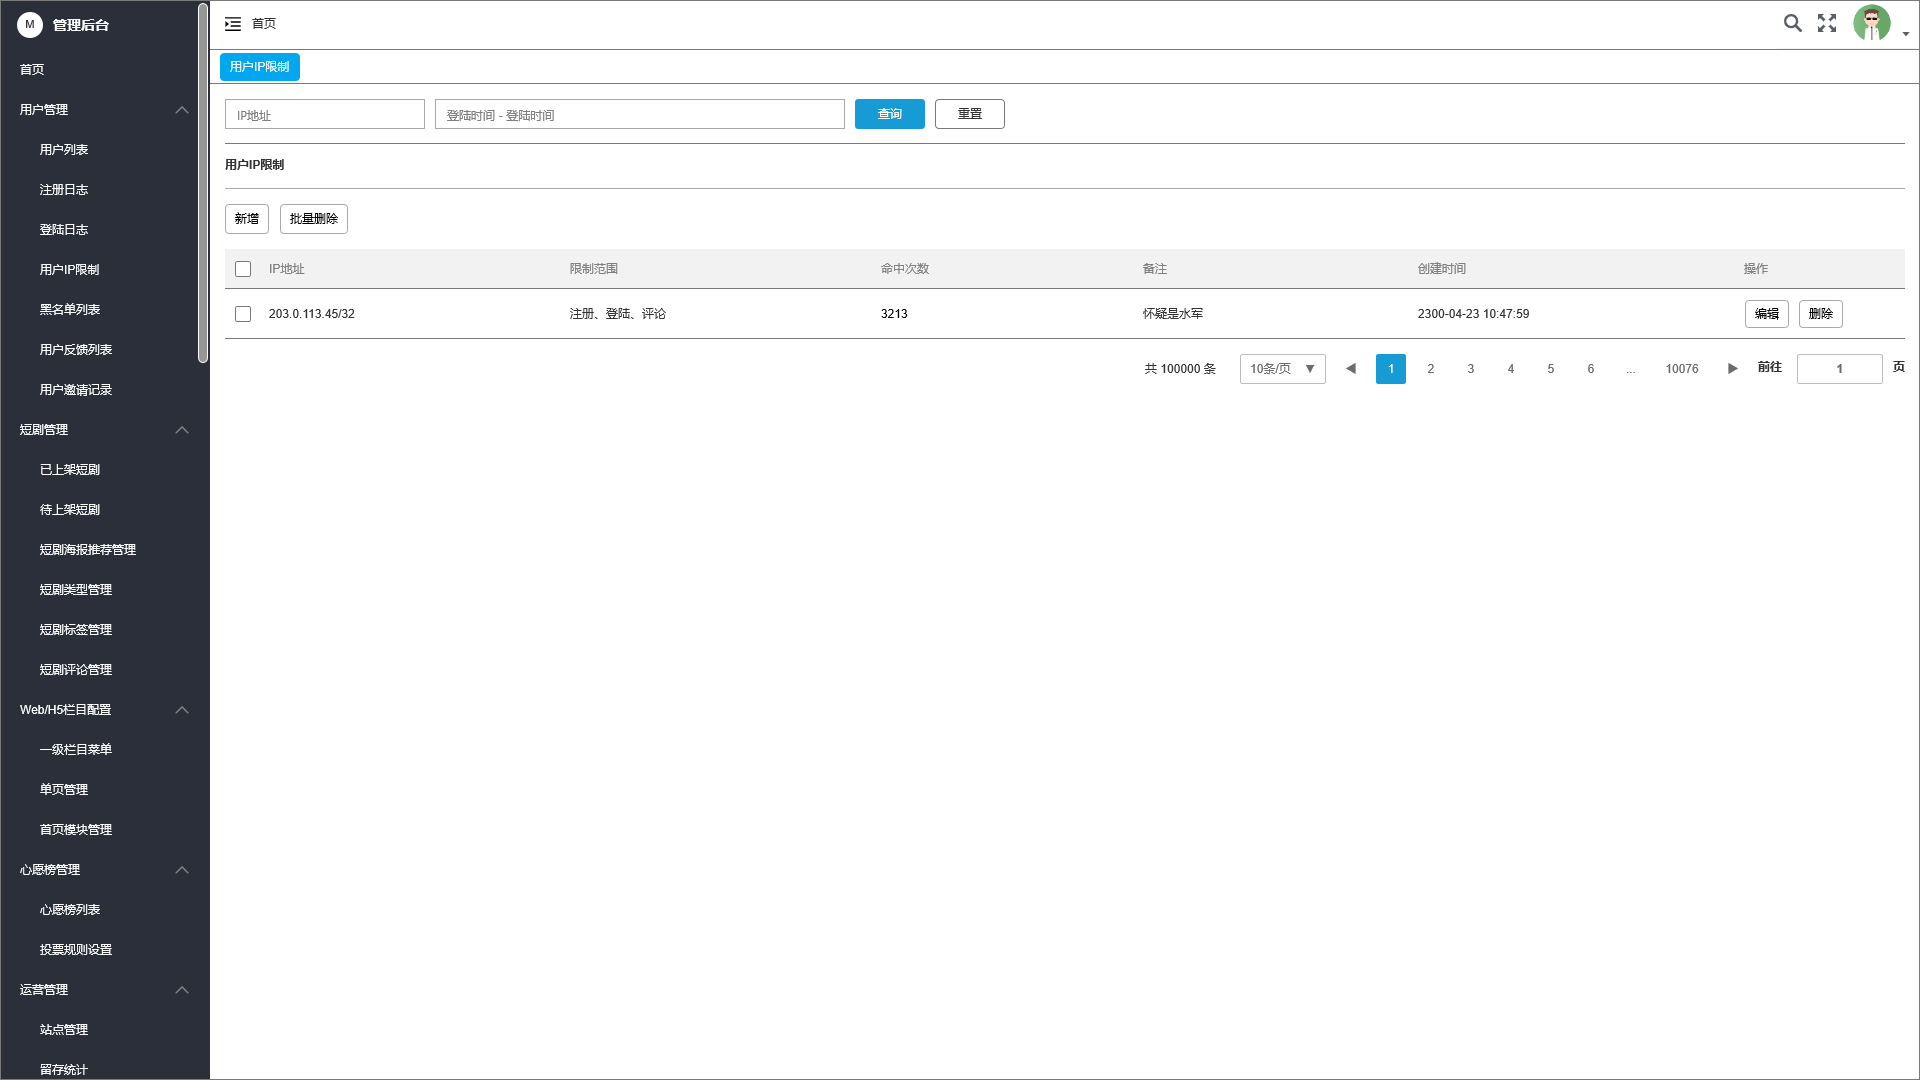 M 管理后台
首页
用户管理
用户列表
注册日志
登陆日志
用户IP限制
黑名单列表
用户反馈列表
用户邀请记录
短剧管理
已上架短剧
待上架短剧
短剧海报推荐管理
短剧类型管理
短剧标签管理
短剧评论管理
Web/H5栏目配置
一级栏目菜单
单页管理
首页模块管理
心愿榜管理
心愿榜列表
投票规则设置
运营管理
站点管理
留存统计
首页
用户IP限制
IP地址 登陆时间 - 登陆时间 查询 重置
用户IP限制
新增 批量删除
IP地址 限制范围 命中次数 备注 创建时间 操作
203.0.113.45/32 注册、登陆、评论 3213 怀疑是水军 2300-04-23 10:47:59 编辑 删除
共 100000 条 10条/页 1 2 3 4 5 6 ... 10076 前往 1 页